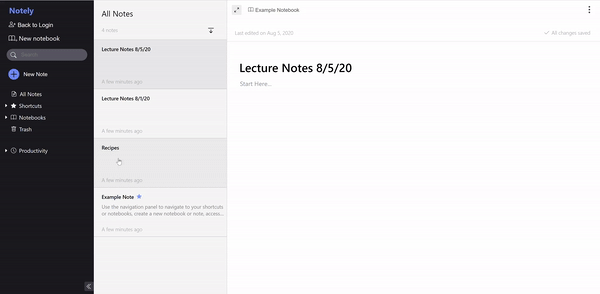 Notely
Back to Login
New notebook
Search
New Note
All Notes
Shortcuts
Notebooks
Trash
Productivity
All Notes
4 notes
Lecture Notes 8/5/20
A few minutes ago
Lecture Notes 8/1/20
A few minutes ago
Recipes
A few minutes ago
Example Note
Use the navigation panel to navigate to your shortcuts
or notebooks, create a new notebook or note, access...
A few minutes ago
Example Notebook
Last edited on Aug 5, 2020
All changes saved
Lecture Notes 8/5/20
Start Here...